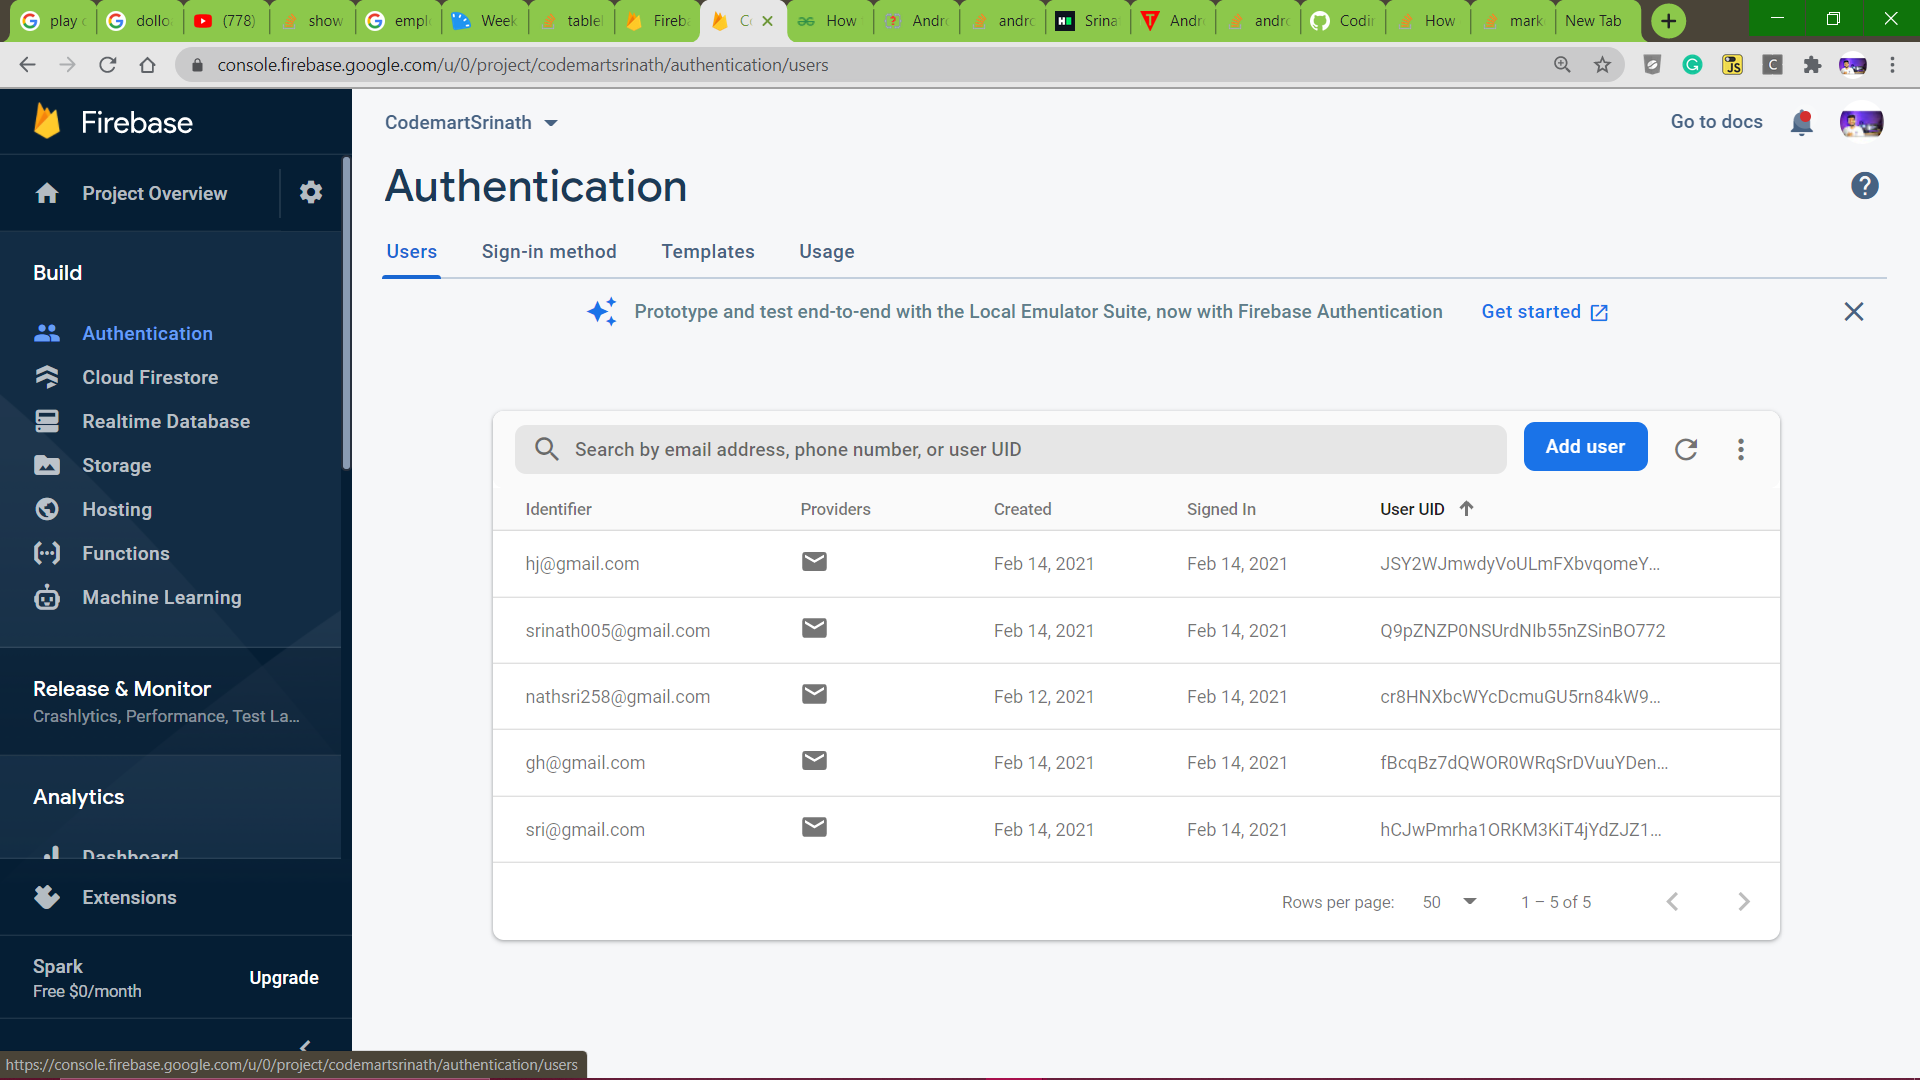 play
dollo
(778)
show
empl
Week
tablel
Fireba
Co
How
Andr
andro
Srina
Andr
andro
Codin
How
mark
New Tab
console.firebase.google.com/u/0/project/codemartsrinath/authentication/users
Firebase
CodemartSrinath
Go to docs
Project Overview
Authentication
Users Sign-in method Templates Usage
Build
Prototype and test end-to-end with the Local Emulator Suite, now with Firebase Authentication Get started
Authentication
Cloud Firestore
Realtime Database
Storage
Hosting
Functions
Machine Learning
Release & Monitor
Crashlytics, Performance, Test La...
Analytics
Dashboard
Extensions
Spark
Free $0/month
Upgrade
Search by email address, phone number, or user UID
Add user
Identifier Providers Created Signed In User UID
hj@gmail.com Feb 14, 2021 Feb 14, 2021 JSY2WJmwdyVoULmFXbvqomeY...
srinath005@gmail.com Feb 14, 2021 Feb 14, 2021 Q9pZNZP0NSUrdNIb55nZSinBO772
nathsri258@gmail.com Feb 12, 2021 Feb 14, 2021 cr8HNXbcWYcDcmuGU5rn84kW9...
gh@gmail.com Feb 14, 2021 Feb 14, 2021 fBcqBz7dQWOR0WRqSrDVuuYDen...
sri@gmail.com Feb 14, 2021 Feb 14, 2021 hCJwPmrha1ORKM3KiT4jYdZJZ1...
Rows per page: 50 1 – 5 of 5
https://console.firebase.google.com/u/0/project/codemartsrinath/authentication/users